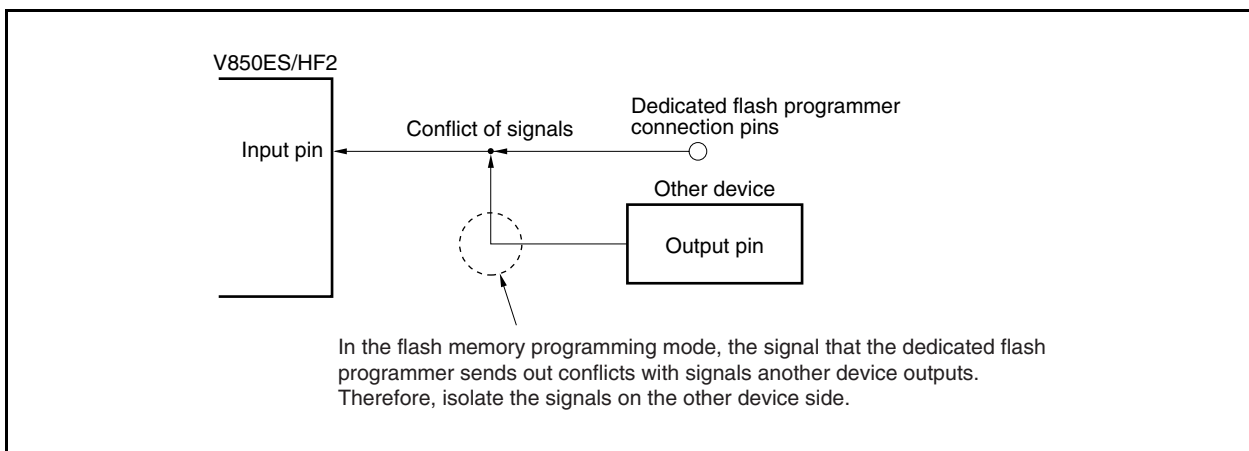 V850ES/HF2
Dedicated flash programmer
connection pins
Conflict of signals
Input pin
Other device
Output pin
In the flash memory programming mode, the signal that the dedicated flash
programmer sends out conflicts with signals another device outputs.
Therefore, isolate the signals on the other device side.